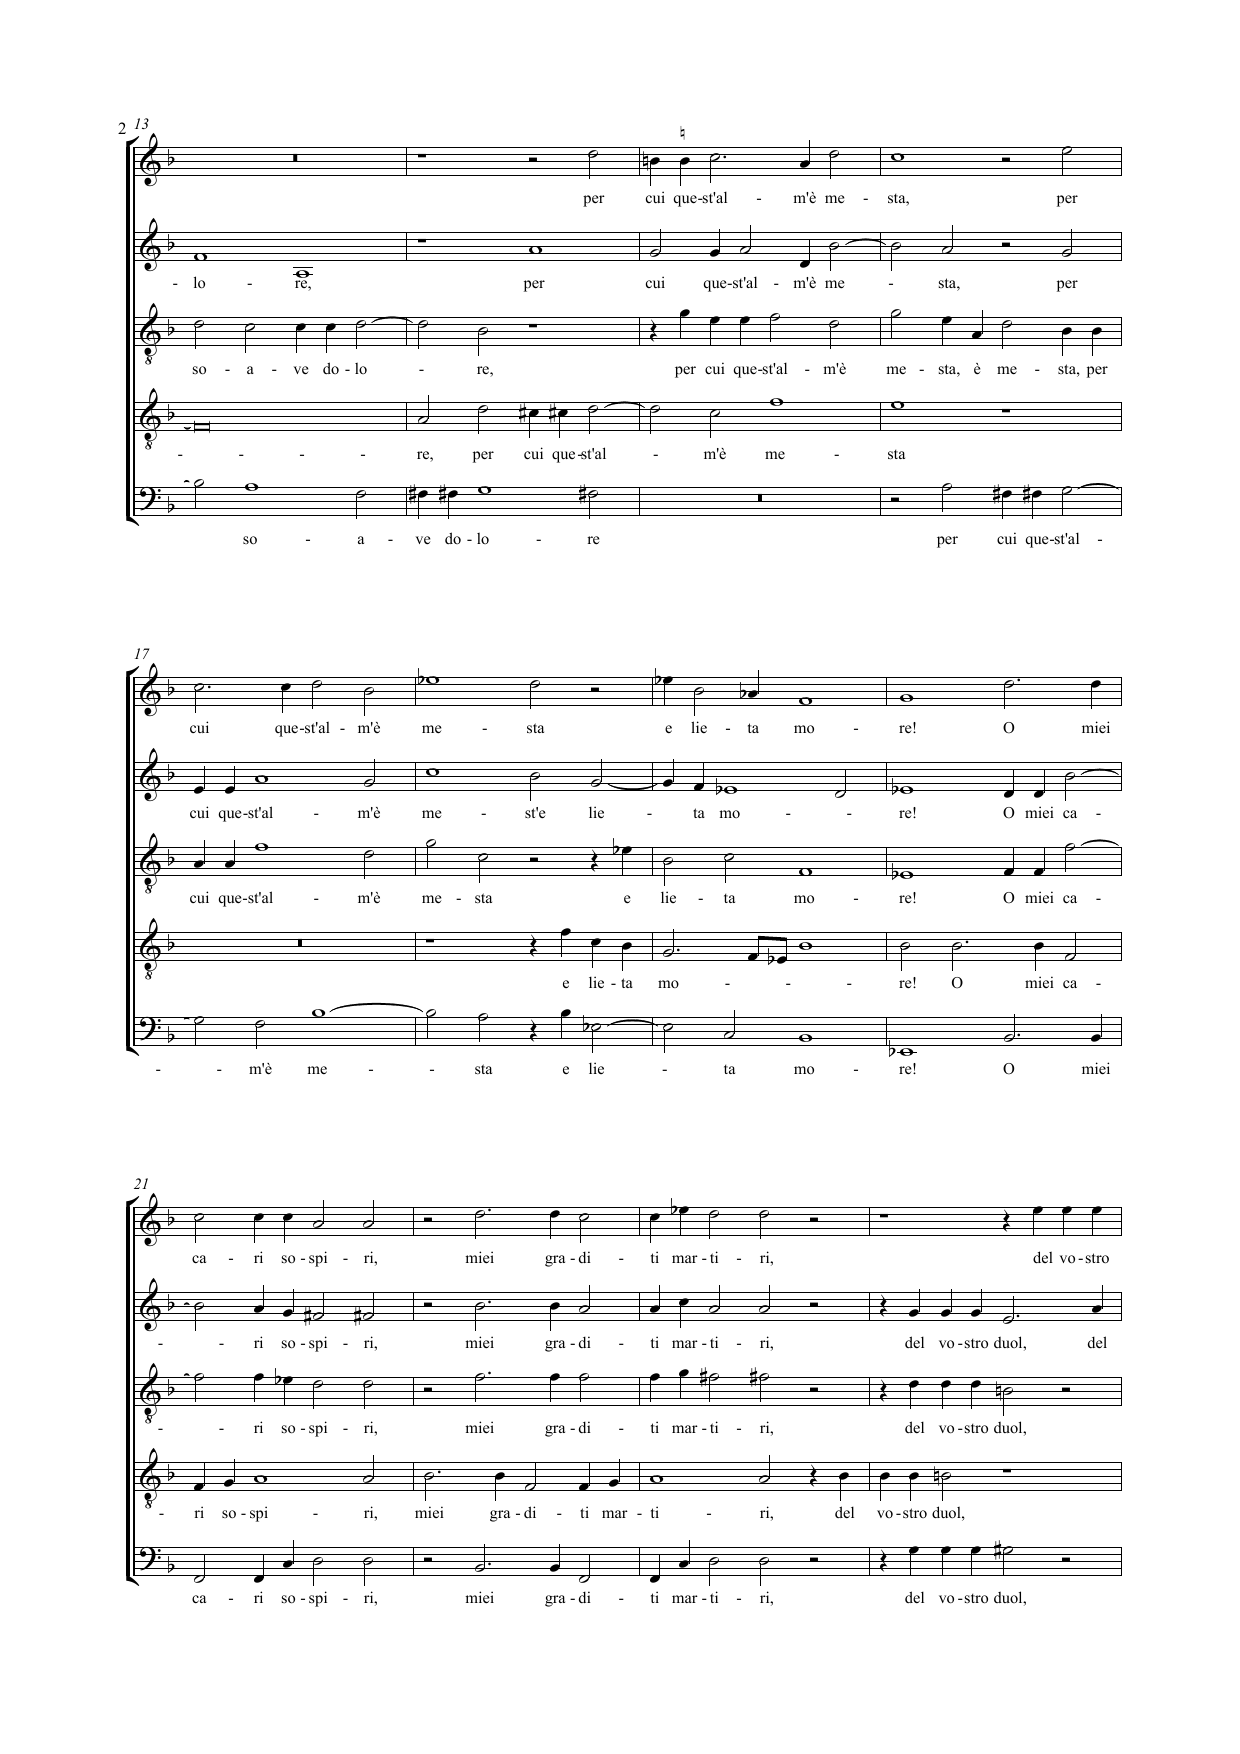 2 13
per cui que-st'al - m'è me - sta, per
- lo - re, per cui que-st'al - m'è me - sta, per
so - a - ve do - lo - re, per cui que-st'al - m'è me - sta, è me - sta, per
- - - - re, per cui que-st'al - m'è me - sta
so - a - ve do - lo - re per cui que-st'al -
17
cui que-st'al - m'è me - sta e lie - ta mo - re! O miei
cui que-st'al - m'è me - st'e lie - ta mo - - re! O miei ca -
cui que-st'al - m'è me - sta e lie - ta mo - re! O miei ca -
e lie - ta mo - - - re! O miei ca -
- - m'è me - - sta e lie - ta mo - re! O miei
21
ca - ri so - spi - ri, miei gra - di - ti mar - ti - ri, del vo - stro
- - ri so - spi - ri, miei gra - di - ti mar - ti - ri, del vo - stro duol, del
- - ri so - spi - ri, miei gra - di - ti mar - ti - ri, del vo - stro duol,
- ri so - spi - ri, miei gra - di - ti mar - ti - ri, del vo - stro duol,
ca - ri so - spi - ri, miei gra - di - ti mar - ti - ri, del vo - stro duol,